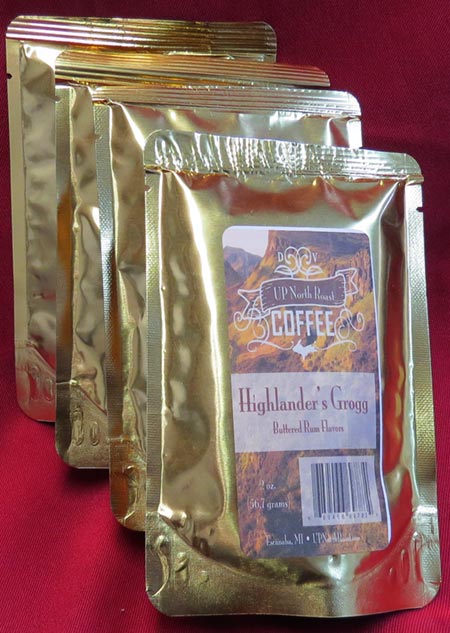 D V
UP North Roast
COFFEE
Highlander's Grogg
Buttered Rum Flavors
2 oz.
56.7 grams
Escanaba, MI •